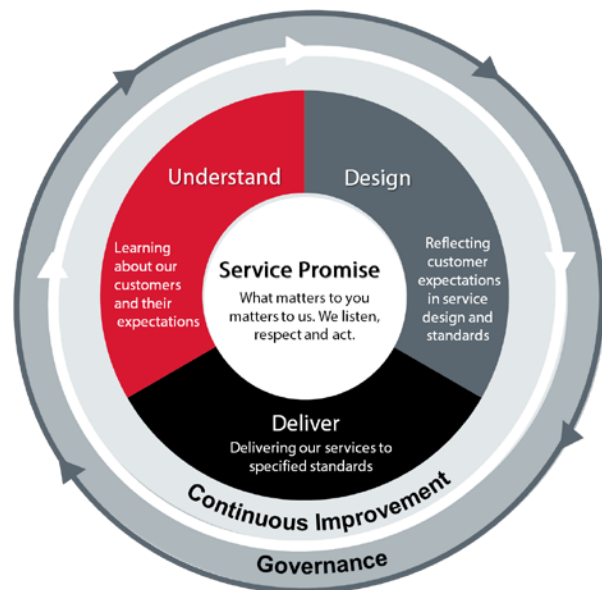 Understand
Learning
about our
customers
and their
expectations
Design
Reflecting
customer
expectations
in service
design and
standards
Service Promise
What matters to you
matters to us. We listen,
respect and act.
Deliver
Delivering our services to
specified standards
Continuous Improvement
Governance